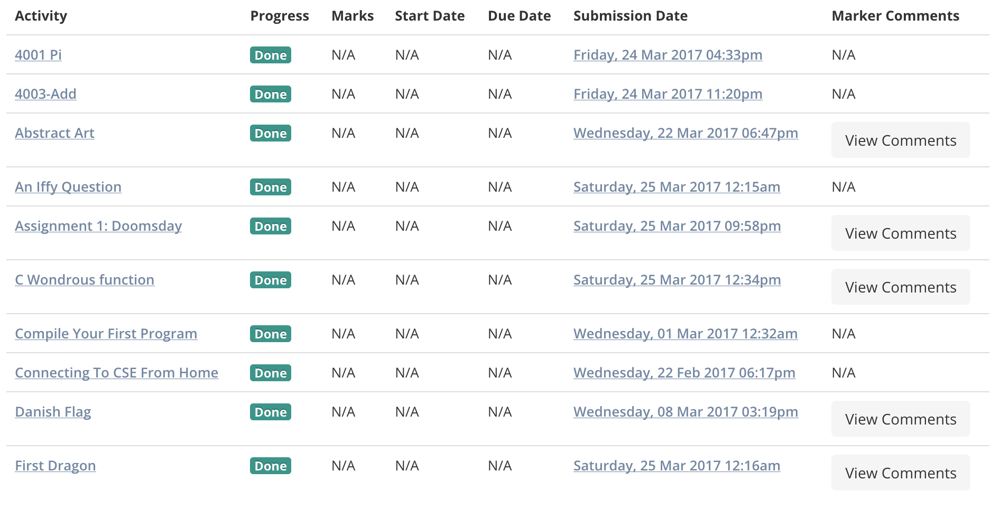 Activity Progress Marks Start Date Due Date Submission Date Marker Comments
4001 Pi Done N/A N/A N/A Friday, 24 Mar 2017 04:33pm N/A
4003-Add Done N/A N/A N/A Friday, 24 Mar 2017 11:20pm N/A
Abstract Art Done N/A N/A N/A Wednesday, 22 Mar 2017 06:47pm View Comments
An Iffy Question Done N/A N/A N/A Saturday, 25 Mar 2017 12:15am N/A
Assignment 1: Doomsday Done N/A N/A N/A Saturday, 25 Mar 2017 09:58pm View Comments
C Wondrous function Done N/A N/A N/A Saturday, 25 Mar 2017 12:34pm View Comments
Compile Your First Program Done N/A N/A N/A Wednesday, 01 Mar 2017 12:32am N/A
Connecting To CSE From Home Done N/A N/A N/A Wednesday, 22 Feb 2017 06:17pm N/A
Danish Flag Done N/A N/A N/A Wednesday, 08 Mar 2017 03:19pm View Comments
First Dragon Done N/A N/A N/A Saturday, 25 Mar 2017 12:16am View Comments